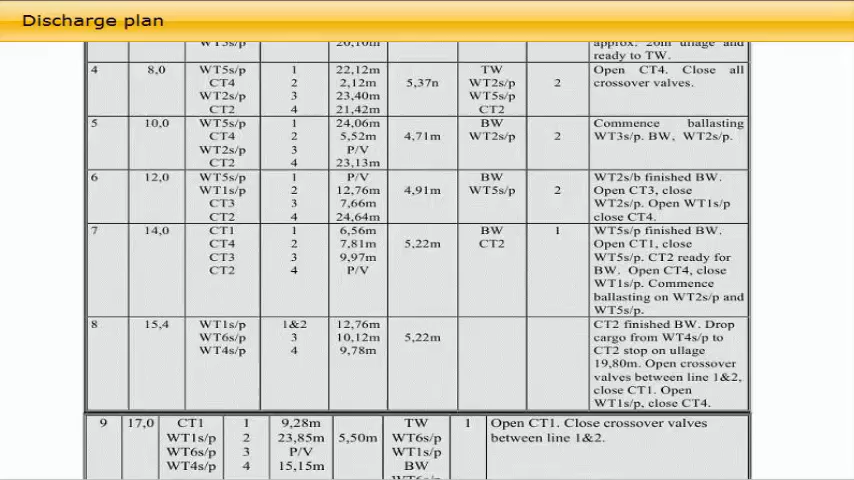 Discharge plan
WT5s/p 20,10m approx. 20m ullage and
ready to TW.
4 8,0 WT5s/p 1 22,12m TW Open CT4. Close all
CT4 2 2,12m 5,37n WT2s/p 2 crossover valves.
WT2s/p 3 23,40m WT5s/p
CT2 4 21,42m CT2
5 10,0 WT5s/p 1 24,06m BW Commence ballasting
CT4 2 5,52m 4,71m WT2s/p 2 WT3s/p. BW, WT2s/p.
WT2s/p 3 P/V
CT2 4 23,13m
6 12,0 WT5s/p 1 P/V BW WT2s/b finished BW.
WT1s/p 2 12,76m 4,91m WT5s/p 2 Open CT3, close
CT3 3 7,66m WT2s/p. Open WT1s/p
CT2 4 24,64m close CT4.
7 14,0 CT1 1 6,56m BW 1 WT5s/p finished BW.
CT4 2 7,81m 5,22m CT2 Open CT1, close
CT3 3 9,97m WT5s/p. CT2 ready for
CT2 4 P/V BW. Open CT4, close
WT1s/p. Commence
ballasting on WT2s/p and
WT5s/p.
8 15,4 WT1s/p 1&2 12,76m CT2 finished BW. Drop
WT6s/p 3 10,12m 5,22m cargo from WT4s/p to
WT4s/p 4 9,78m CT2 stop on ullage
19,80m. Open crossover
valves between line 1&2,
close CT1. Open
WT1s/p, close CT4.
9 17,0 CT1 1 9,28m TW 1 Open CT1. Close crossover valves
WT1s/p 2 23,85m 5,50m WT6s/p between line 1&2.
WT6s/p 3 P/V WT1s/p
WT4s/p 4 15,15m BW